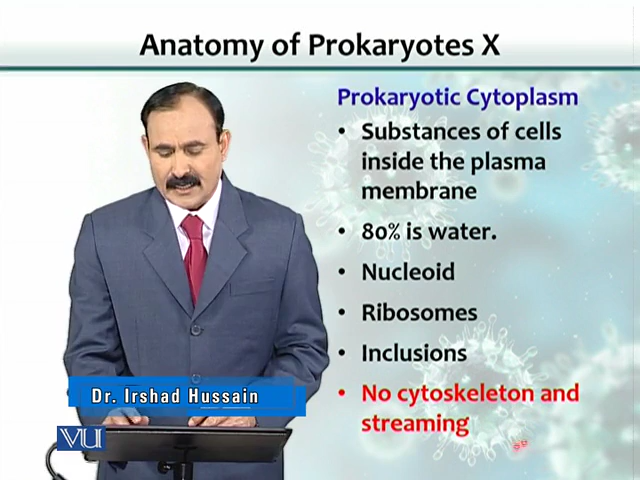 Anatomy of Prokaryotes X
Prokaryotic Cytoplasm
• Substances of cells
inside the plasma
membrane
• 80% is water.
• Nucleoid
• Ribosomes
• Inclusions
• No cytoskeleton and
streaming
Dr. Irshad Hussain
VU